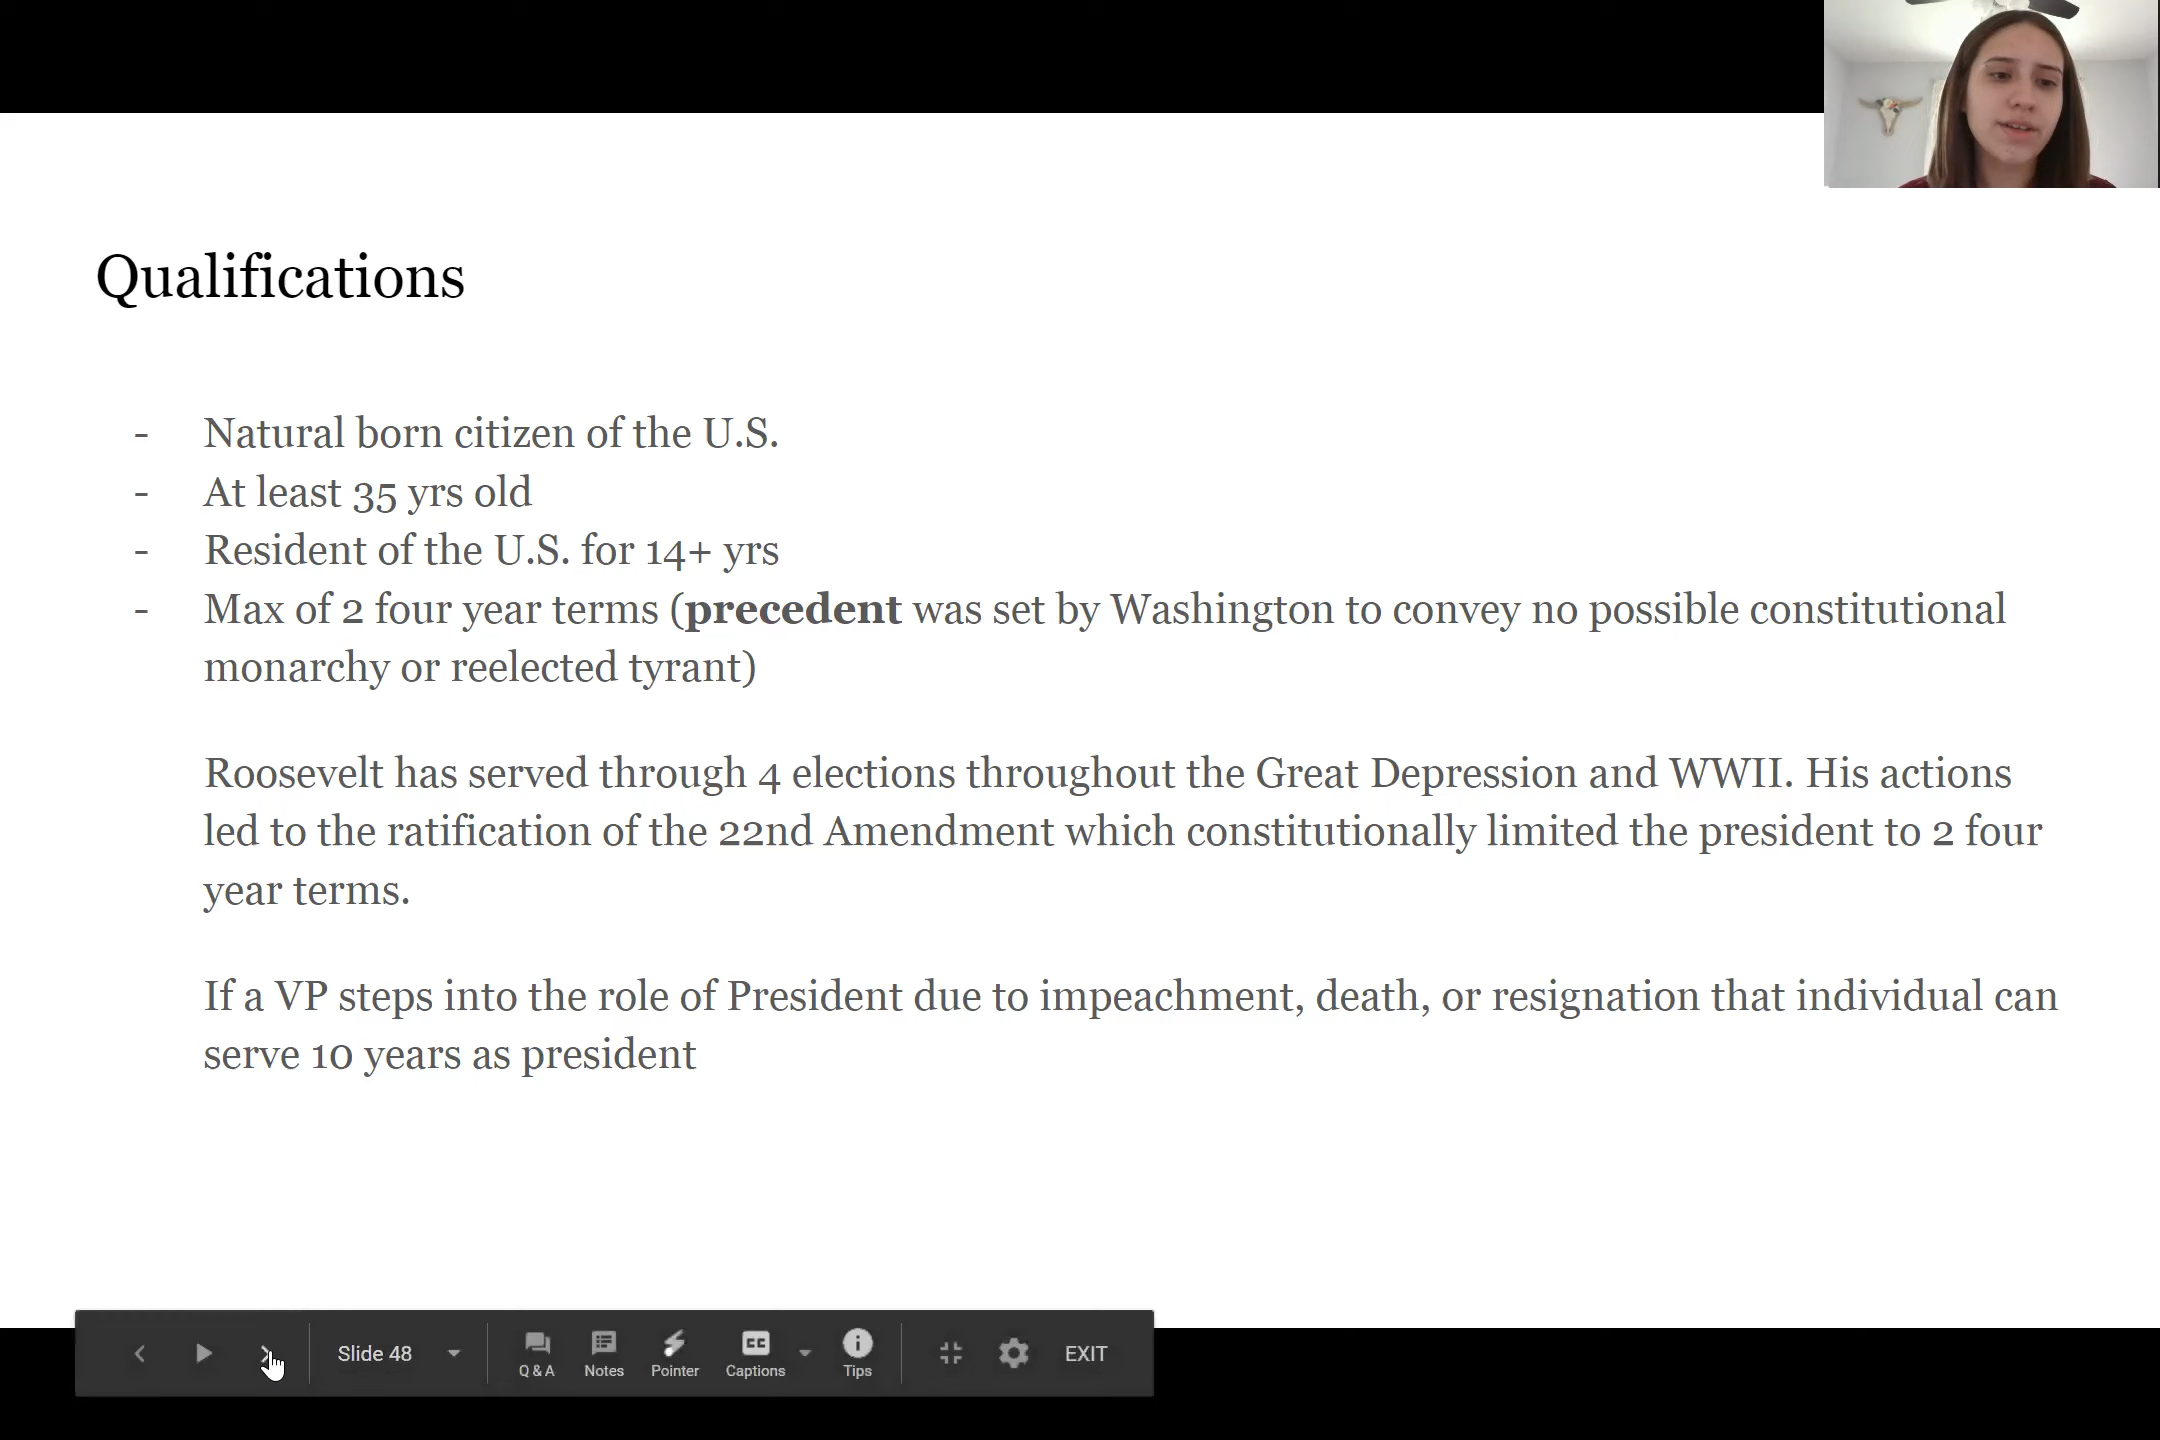 Qualifications
- Natural born citizen of the U.S.
- At least 35 yrs old
- Resident of the U.S. for 14+ yrs
- Max of 2 four year terms (precedent was set by Washington to convey no possible constitutional
monarchy or reelected tyrant)
Roosevelt has served through 4 elections throughout the Great Depression and WWII. His actions
led to the ratification of the 22nd Amendment which constitutionally limited the president to 2 four
year terms.
If a VP steps into the role of President due to impeachment, death, or resignation that individual can
serve 10 years as president
Slide 48
Q & A
Notes
Pointer
CC
Captions
Tips
EXIT